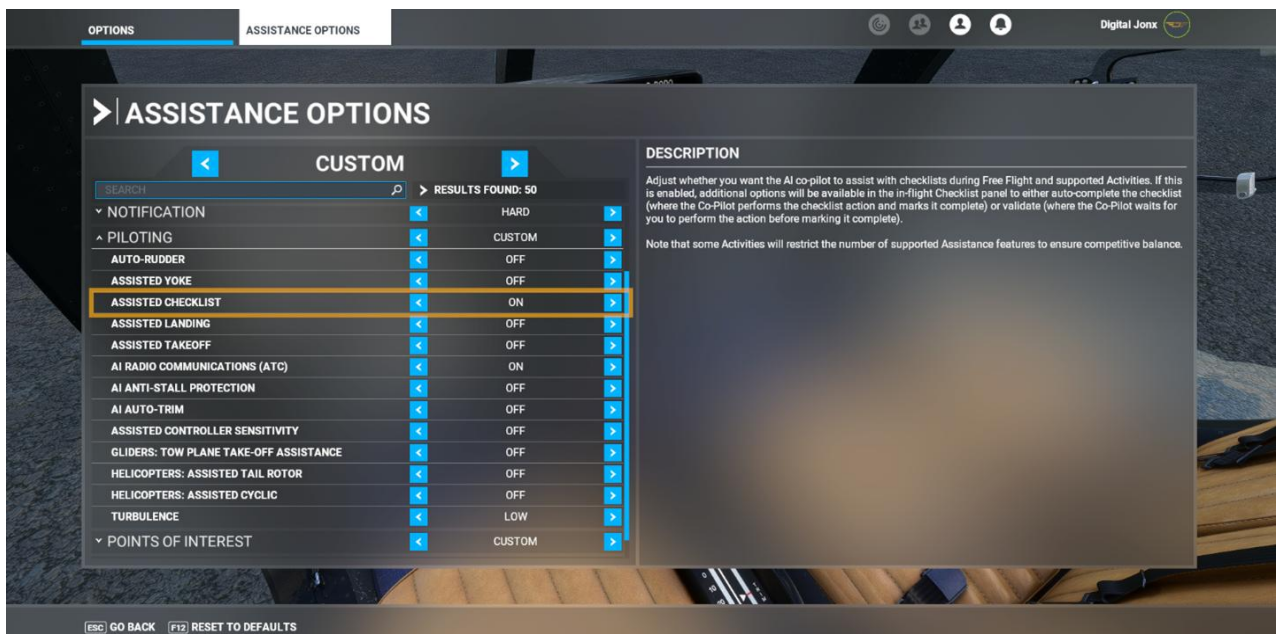 OPTIONS
ASSISTANCE OPTIONS
Digital Jonx
ASSISTANCE OPTIONS
CUSTOM
SEARCH
RESULTS FOUND: 50
NOTIFICATION
HARD
PILOTING
CUSTOM
AUTO-RUDDER
OFF
ASSISTED YOKE
OFF
ASSISTED CHECKLIST
ON
ASSISTED LANDING
OFF
ASSISTED TAKEOFF
OFF
AI RADIO COMMUNICATIONS (ATC)
ON
AI ANTI-STALL PROTECTION
OFF
AI AUTO-TRIM
OFF
ASSISTED CONTROLLER SENSITIVITY
OFF
GLIDERS: TOW PLANE TAKE-OFF ASSISTANCE
OFF
HELICOPTERS: ASSISTED TAIL ROTOR
OFF
HELICOPTERS: ASSISTED CYCLIC
OFF
TURBULENCE
LOW
POINTS OF INTEREST
CUSTOM
DESCRIPTION
Adjust whether you want the AI co-pilot to assist with checklists during Free Flight and supported Activities. If this
is enabled, additional options will be available in the in-flight Checklist panel to either auto-complete the checklist
(where the Co-Pilot performs the checklist action and marks it complete) or validate (where the Co-Pilot waits for
you to perform the action before marking it complete).
Note that some Activities will restrict the number of supported Assistance features to ensure competitive balance.
ESC GO BACK
F12 RESET TO DEFAULTS